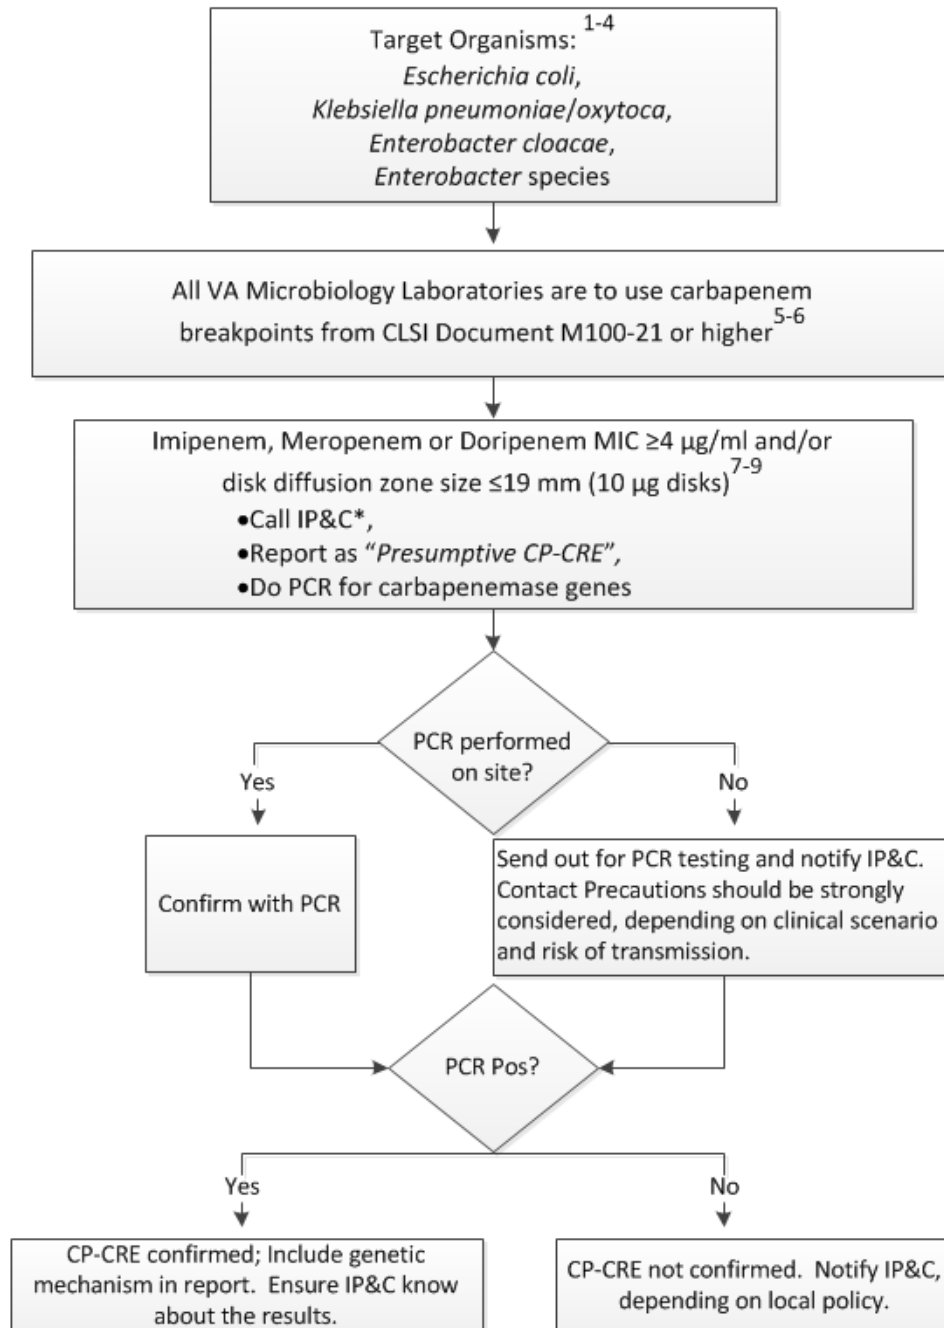 Target Organisms: 1-4
Escherichia coli,
Klebsiella pneumoniae/oxytoca,
Enterobacter cloacae,
Enterobacter species
All VA Microbiology Laboratories are to use carbapenem
breakpoints from CLSI Document M100-21 or higher5-6
Imipenem, Meropenem or Doripenem MIC ≥4 µg/ml and/or
disk diffusion zone size ≤19 mm (10 µg disks)7-9
•Call IP&C*,
•Report as “Presumptive CP-CRE”,
•Do PCR for carbapenemase genes
PCR performed
on site?
Yes
No
Confirm with PCR
Send out for PCR testing and notify IP&C.
Contact Precautions should be strongly
considered, depending on clinical scenario
and risk of transmission.
PCR Pos?
Yes
No
CP-CRE confirmed; Include genetic
mechanism in report. Ensure IP&C know
about the results.
CP-CRE not confirmed. Notify IP&C,
depending on local policy.